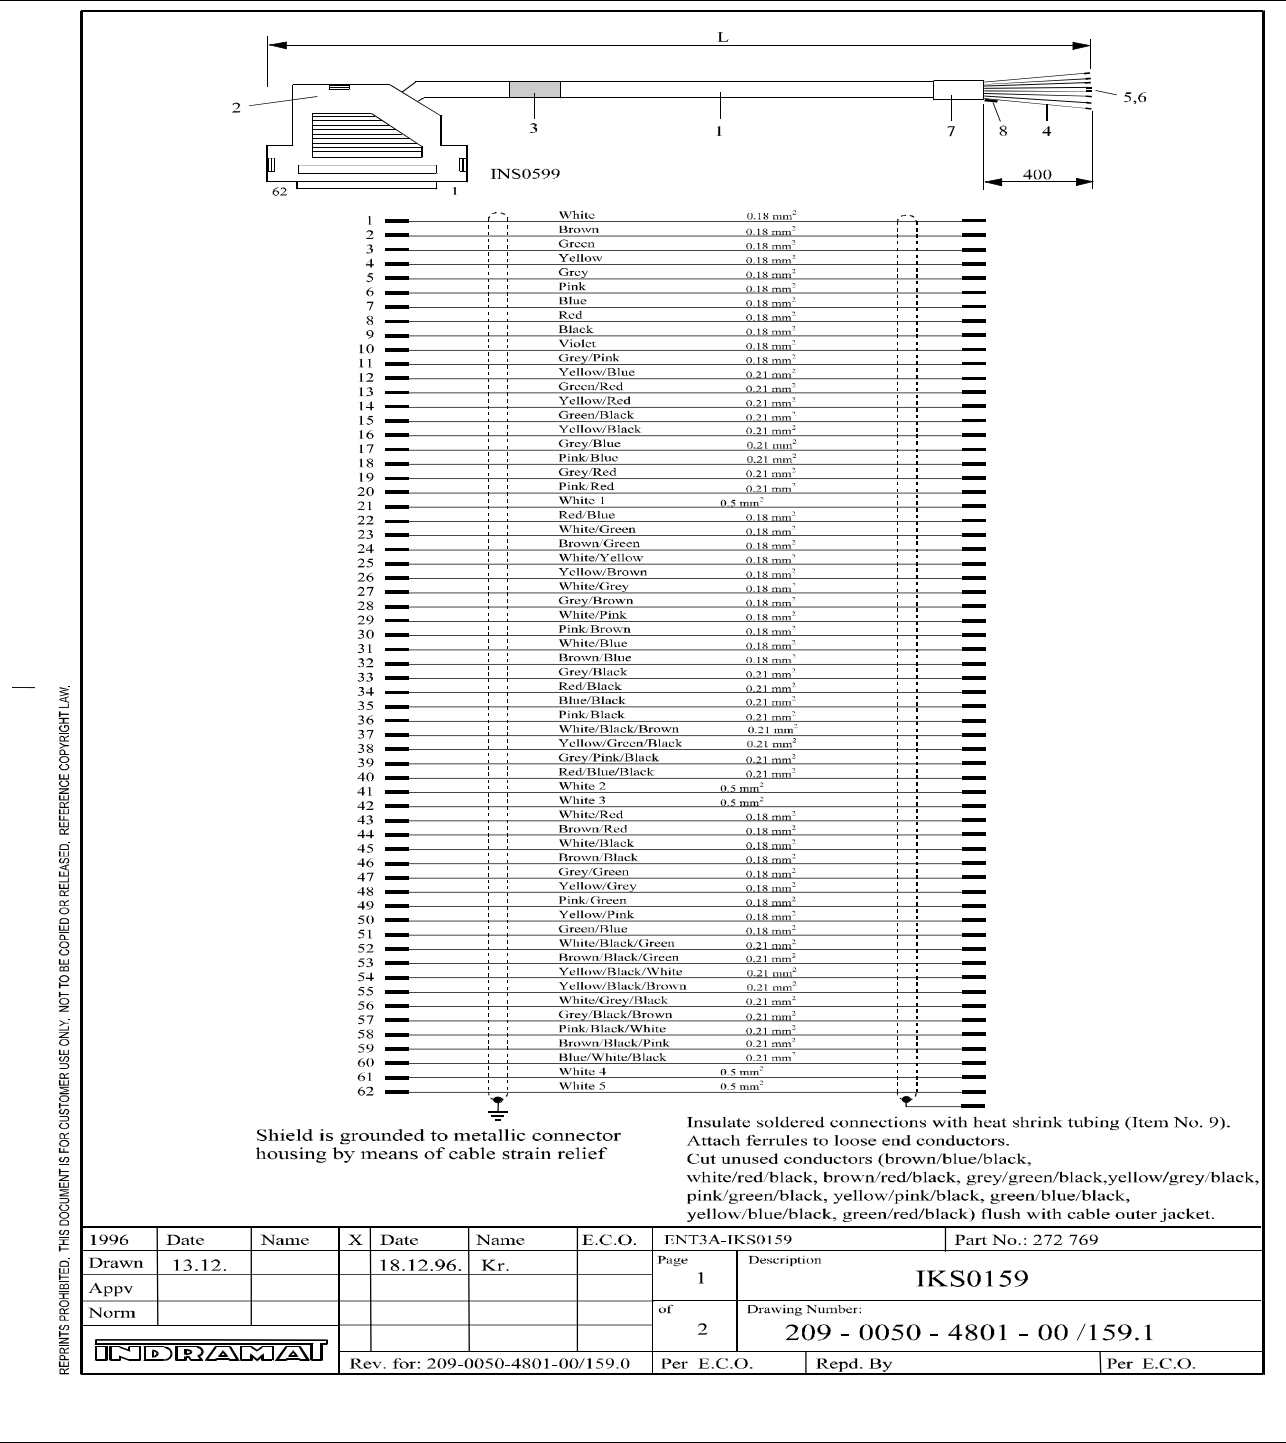 L
2
3
1
7
8
4
5,6
INS0599
400
62
1
1 White 0.18 mm²
2 Brown 0.18 mm²
3 Green 0.18 mm²
4 Yellow 0.18 mm²
5 Grey 0.18 mm²
6 Pink 0.18 mm²
7 Blue 0.18 mm²
8 Red 0.18 mm²
9 Black 0.18 mm²
10 Violet 0.18 mm²
11 Grey/Pink 0.18 mm²
12 Yellow/Blue 0.21 mm²
13 Green/Red 0.21 mm²
14 Yellow/Red 0.21 mm²
15 Green/Black 0.21 mm²
16 Yellow/Black 0.21 mm²
17 Grey/Blue 0.21 mm²
18 Pink/Blue 0.21 mm²
19 Grey/Red 0.21 mm²
20 Pink/Red 0.21 mm²
21 White 1 0.5 mm²
22 Red/Blue 0.18 mm²
23 White/Green 0.18 mm²
24 Brown/Green 0.18 mm²
25 White/Yellow 0.18 mm²
26 Yellow/Brown 0.18 mm²
27 White/Grey 0.18 mm²
28 Grey/Brown 0.18 mm²
29 White/Pink 0.18 mm²
30 Pink/Brown 0.18 mm²
31 White/Blue 0.18 mm²
32 Brown/Blue 0.18 mm²
33 Grey/Black 0.21 mm²
34 Red/Black 0.21 mm²
35 Blue/Black 0.21 mm²
36 Pink/Black 0.21 mm²
37 White/Black/Brown 0.21 mm²
38 Yellow/Green/Black 0.21 mm²
39 Grey/Pink/Black 0.21 mm²
40 Red/Blue/Black 0.21 mm²
41 White 2 0.5 mm²
42 White 3 0.5 mm²
43 White/Red 0.18 mm²
44 Brown/Red 0.18 mm²
45 White/Black 0.18 mm²
46 Brown/Black 0.18 mm²
47 Grey/Green 0.18 mm²
48 Yellow/Grey 0.18 mm²
49 Pink/Green 0.18 mm²
50 Yellow/Pink 0.18 mm²
51 Green/Blue 0.18 mm²
52 White/Black/Green 0.21 mm²
53 Brown/Black/Green 0.21 mm²
54 Yellow/Black/White 0.21 mm²
55 Yellow/Black/Brown 0.21 mm²
56 White/Grey/Black 0.21 mm²
57 Grey/Black/Brown 0.21 mm²
58 Pink/Black/White 0.21 mm²
59 Brown/Black/Pink 0.21 mm²
60 Blue/White/Black 0.21 mm²
61 White 4 0.5 mm²
62 White 5 0.5 mm²
Shield is grounded to metallic connector
housing by means of cable strain relief
Insulate soldered connections with heat shrink tubing (Item No. 9).
Attach ferrules to loose end conductors.
Cut unused conductors (brown/blue/black,
white/red/black, brown/red/black, grey/green/black,yellow/grey/black,
pink/green/black, yellow/pink/black, green/blue/black,
yellow/blue/black, green/red/black) flush with cable outer jacket.
1996 Date Name X Date Name E.C.O. ENT3A-IKS0159 Part No.: 272 769
Drawn 13.12. 18.12.96. Kr. Page 1 Description IKS0159
Appv
Norm of 2 Drawing Number: 209 - 0050 - 4801 - 00 /159.1
INDRAMAT
Rev. for: 209-0050-4801-00/159.0 Per E.C.O. Repd. By Per E.C.O.
REPRINTS PROHIBITED. THIS DOCUMENT IS FOR CUSTOMER USE ONLY. NOT TO BE COPIED OR RELEASED. REFERENCE COPYRIGHT LAW.